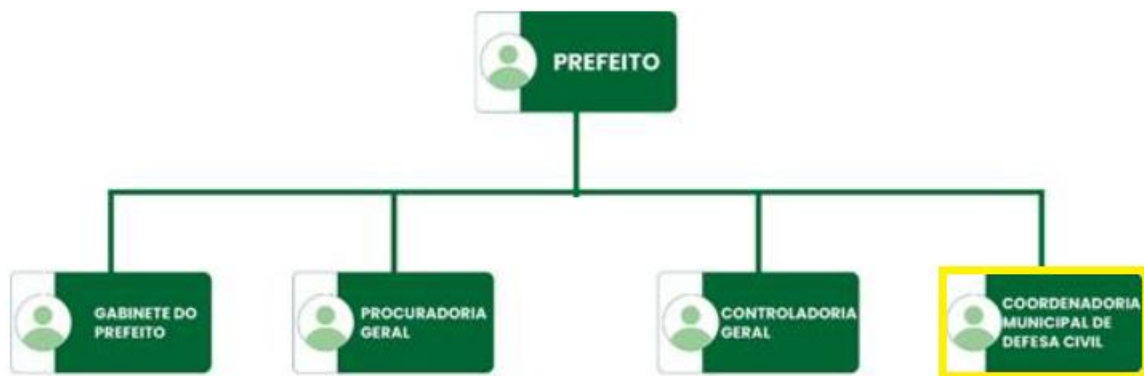 PREFEITO
GABINETE DO
PREFEITO
PROCURADORIA
GERAL
CONTROLADORIA
GERAL
COORDENADORIA
MUNICIPAL DE
DEFESA CIVIL